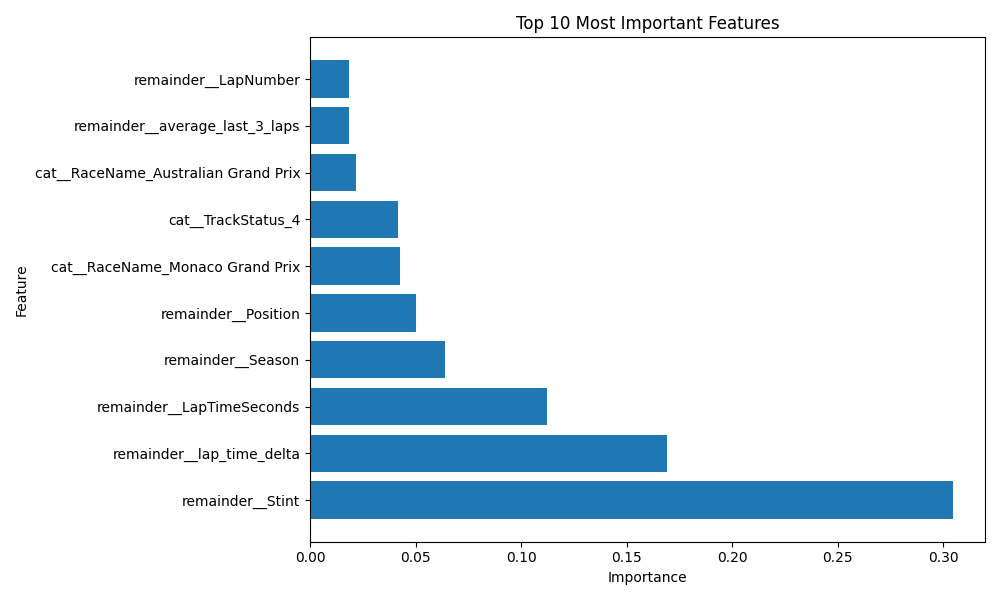 Top 10 Most Important Features
remainder__LapNumber
remainder__average_last_3_laps
cat__RaceName_Australian Grand Prix
cat__TrackStatus_4
cat__RaceName_Monaco Grand Prix
remainder__Position
remainder__Season
remainder__LapTimeSeconds
remainder__lap_time_delta
remainder__Stint
Feature
0.00 0.05 0.10 0.15 0.20 0.25 0.30
Importance